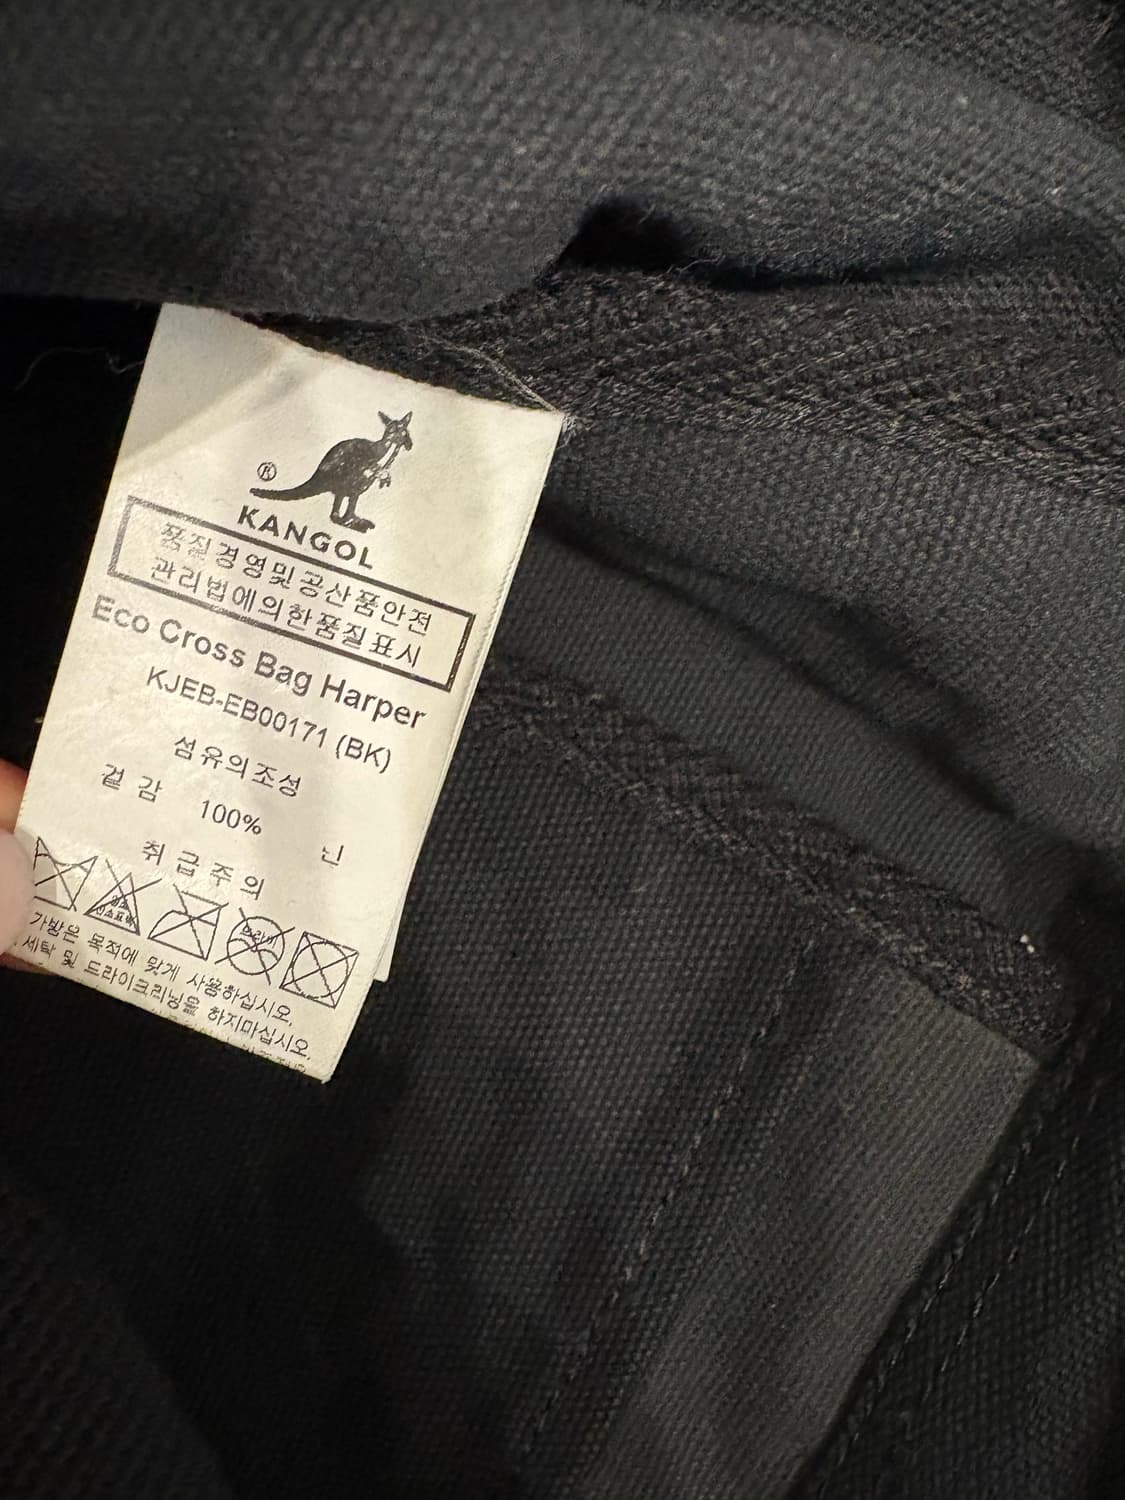 ®
KANGOL
품질경영및공산품안전
관리법에의한품질표시
Eco Cross Bag Harper
KJEB-EB00171 (BK)
섬유의조성
겉 감 100% 닌
취 급 주 의
가방은 목적에 맞게 사용하십시오.
세탁 및 드라이크리닝을 하지마십시오.